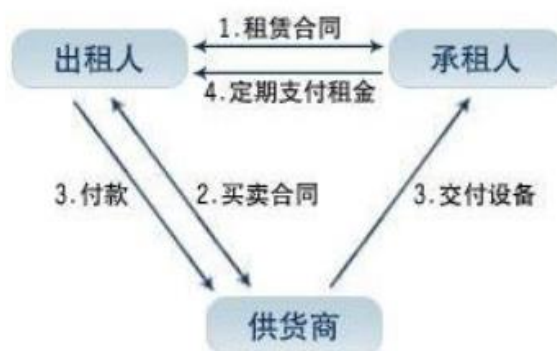 1.租赁合同
出租人
承租人
4.定期支付租金
3.付款
2.买卖合同
3.交付设备
供货商